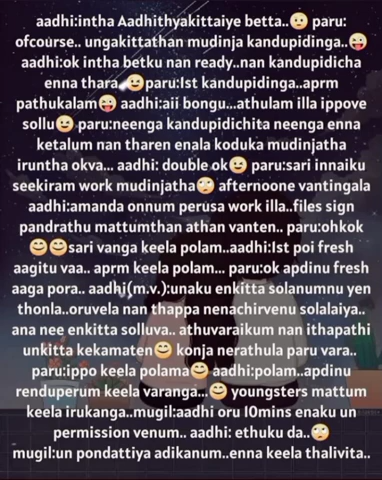 aadhi:intha Aadhithyakittaiye betta..😟 paru:
ofcourse.. ungakittathan mudinja kandupidinga..😜
aadhi:ok intha betku nan ready..nan kandupidicha
enna thara..😉paru:1st kandupidinga..aprm
pathukalam😜 aadhi:aii bongu...athulam illa ippove
sollu😉 paru:neenga kandupidichita neenga enna
ketalum nan tharen enala koduka mudinjatha
iruntha okva... aadhi: double ok😉 paru:sari innaiku
seekiram work mudinjatha🙄 afternoone vantingala
aadhi:amanda onnum perusa work illa..files sign
pandrathu mattumthan athan vanten.. paru:ohkok
😄😄sari vanga keela polam..aadhi:1st poi fresh
aagitu vaa.. aprm keela polam... paru:ok apdinu fresh
aaga pora.. aadhi(m.v.):unaku enkitta solanumnu yen
thonla..oruvela nan thappa nenachirvenu solalaiya..
ana nee enkitta solluva.. athuvaraikum nan ithapathi
unkitta kekamaten😊 konja nerathula paru vara..
paru:ippo keela polama😄 aadhi:polam..apdinu
renduperum keela varanga...😄 youngsters mattum
keela irukanga..mugil:aadhi oru 10mins enaku un
permission venum.. aadhi: ethuku da..🙄
mugil:un pondattiya adikanum..enna keela thalivita..